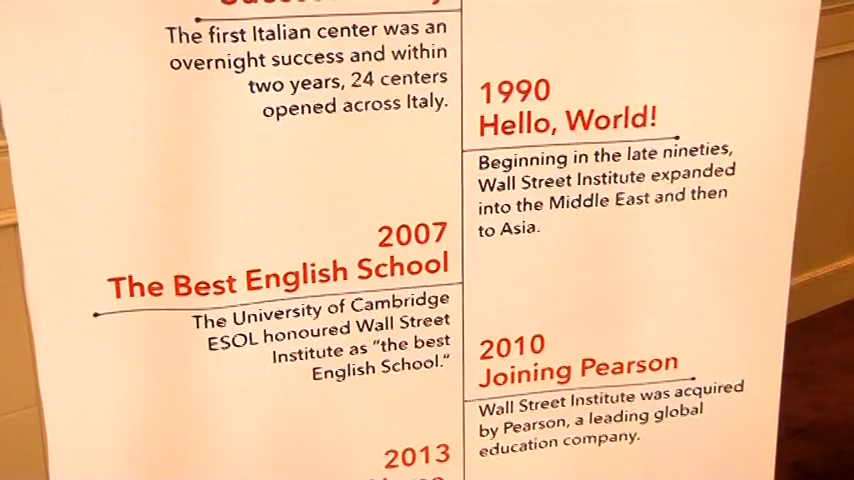 The first Italian center was an
overnight success and within
two years, 24 centers
opened across Italy.
1990
Hello, World!
Beginning in the late nineties,
Wall Street Institute expanded
into the Middle East and then
to Asia.
2007
The Best English School
The University of Cambridge
ESOL honoured Wall Street
Institute as “the best
English School.”
2010
Joining Pearson
Wall Street Institute was acquired
by Pearson, a leading global
education company.
2013